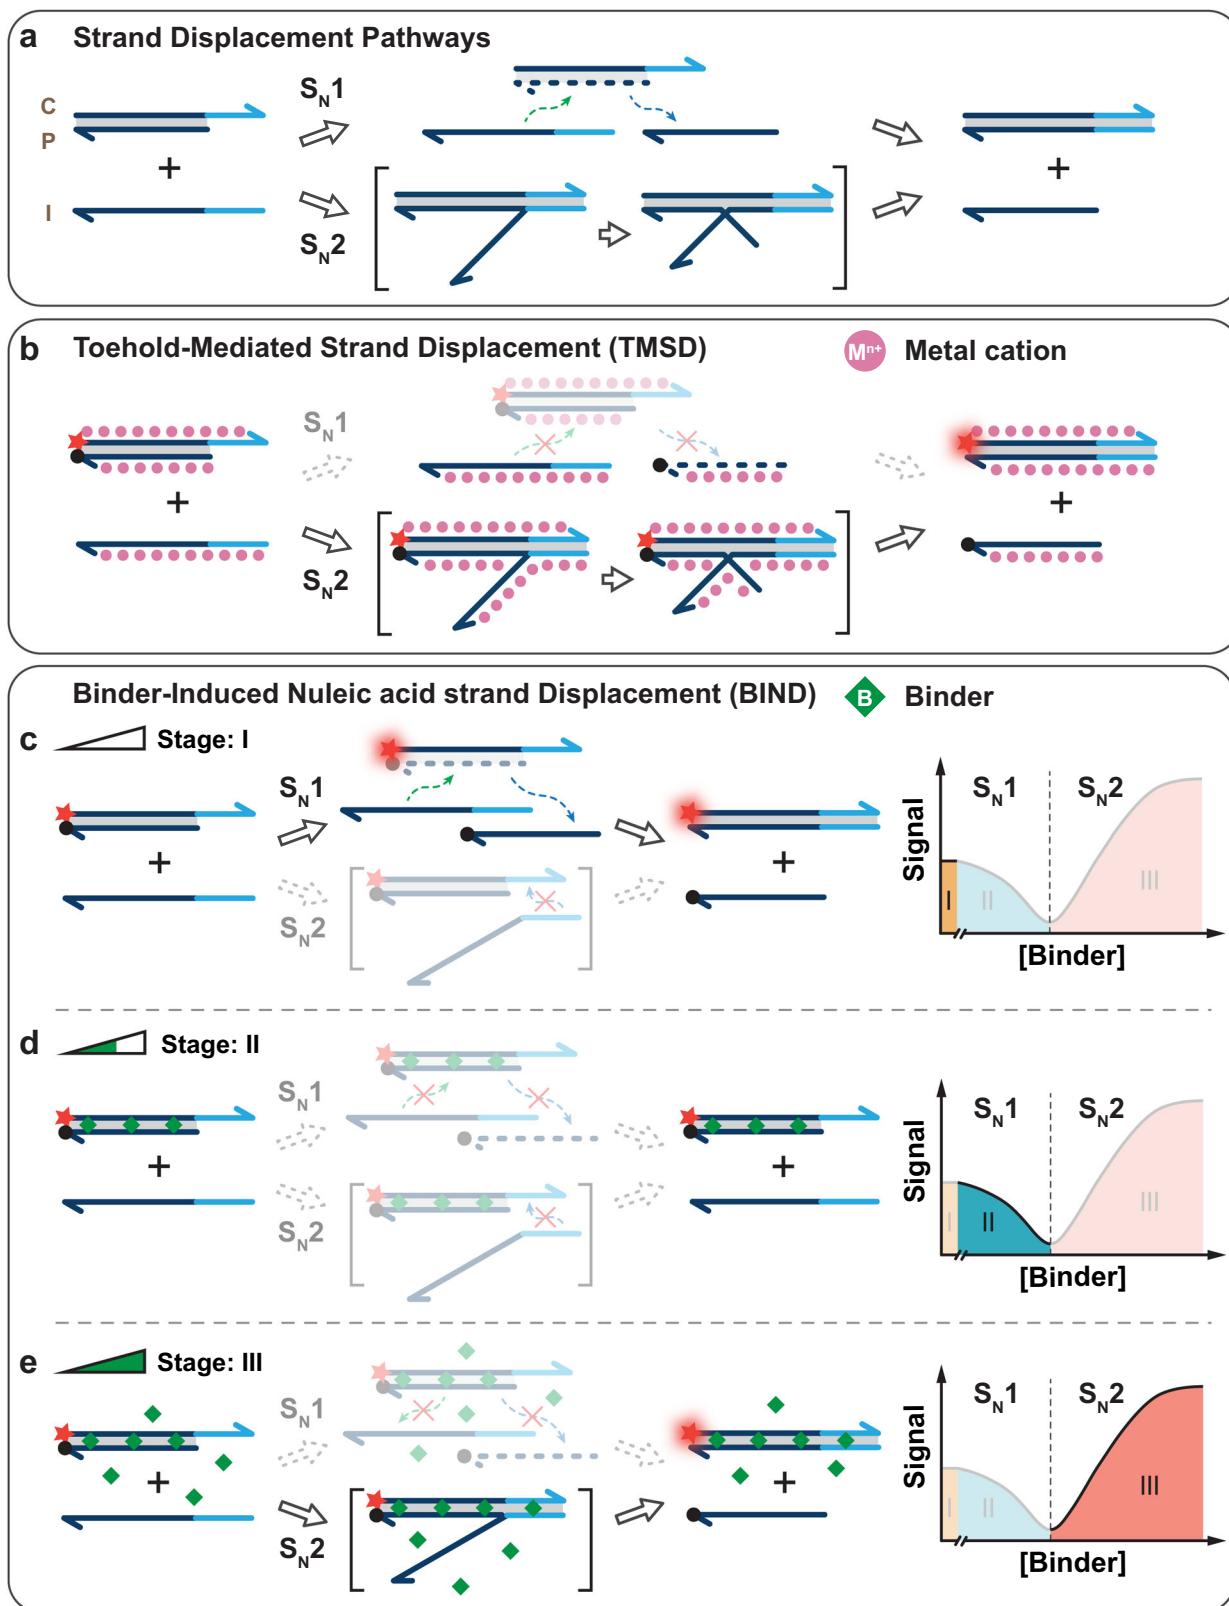 a Strand Displacement Pathways
C
P
I
SN1
SN2
b Toehold-Mediated Strand Displacement (TMSD)
Mn+ Metal cation
SN1
SN2
Binder-Induced Nuleic acid strand Displacement (BIND)
B Binder
c Stage: I
SN1
SN2
Signal
SN1 SN2
I II III
[Binder]
d Stage: II
SN1
SN2
Signal
SN1 SN2
I II III
[Binder]
e Stage: III
SN1
SN2
Signal
SN1 SN2
I II III
[Binder]